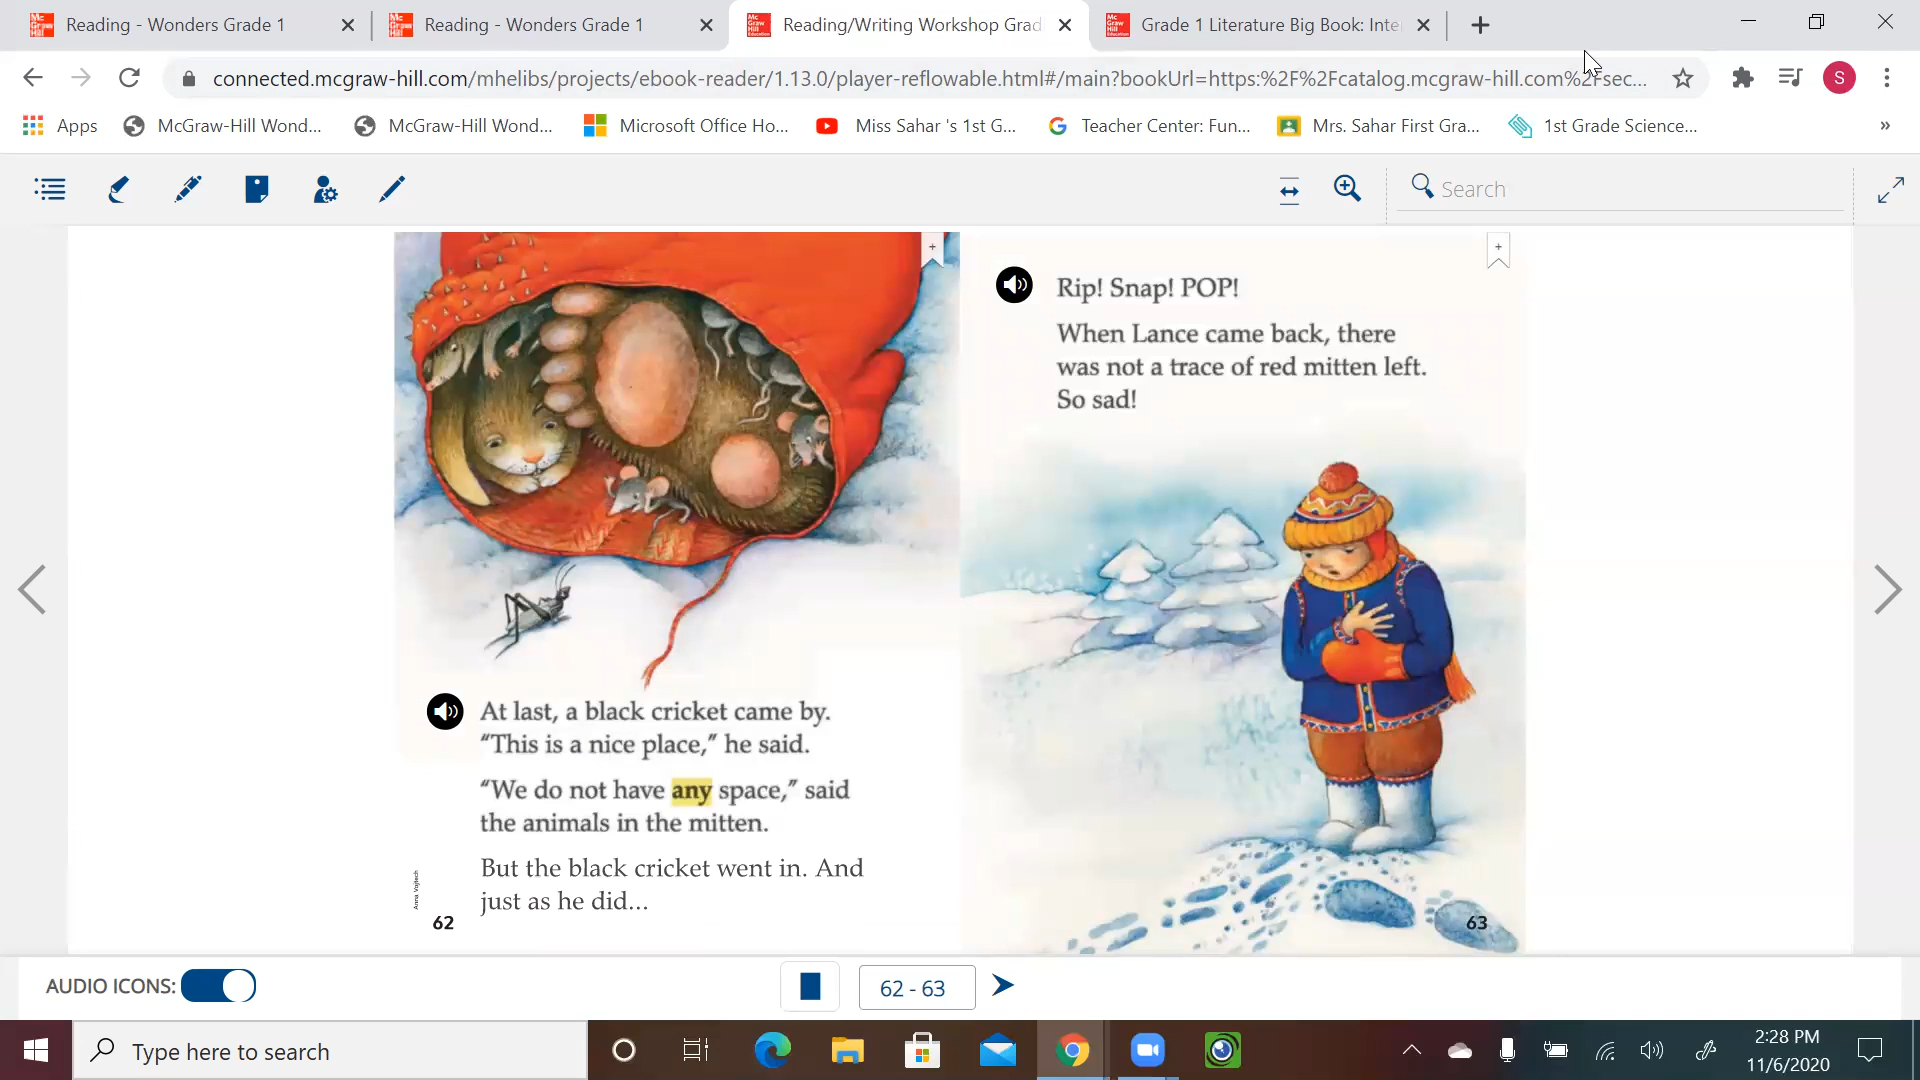 Reading - Wonders Grade 1
Reading - Wonders Grade 1
Reading/Writing Workshop Grad
Grade 1 Literature Big Book: Inte
connected.mcgraw-hill.com/mhelibs/projects/ebook-reader/1.13.0/player-reflowable.html#/main?bookUrl=https:%2F%2Fcatalog.mcgraw-hill.com%2Fsec...
S
Apps
McGraw-Hill Wond...
McGraw-Hill Wond...
Microsoft Office Ho...
Miss Sahar 's 1st G...
Teacher Center: Fun...
Mrs. Sahar First Gra...
1st Grade Science...
Search
At last, a black cricket came by.
“This is a nice place,” he said.
“We do not have any space,” said
the animals in the mitten.
But the black cricket went in. And
just as he did...
Anna Vojtech
62
Rip! Snap! POP!
When Lance came back, there
was not a trace of red mitten left.
So sad!
63
AUDIO ICONS:
62 - 63
Type here to search
2:28 PM
11/6/2020